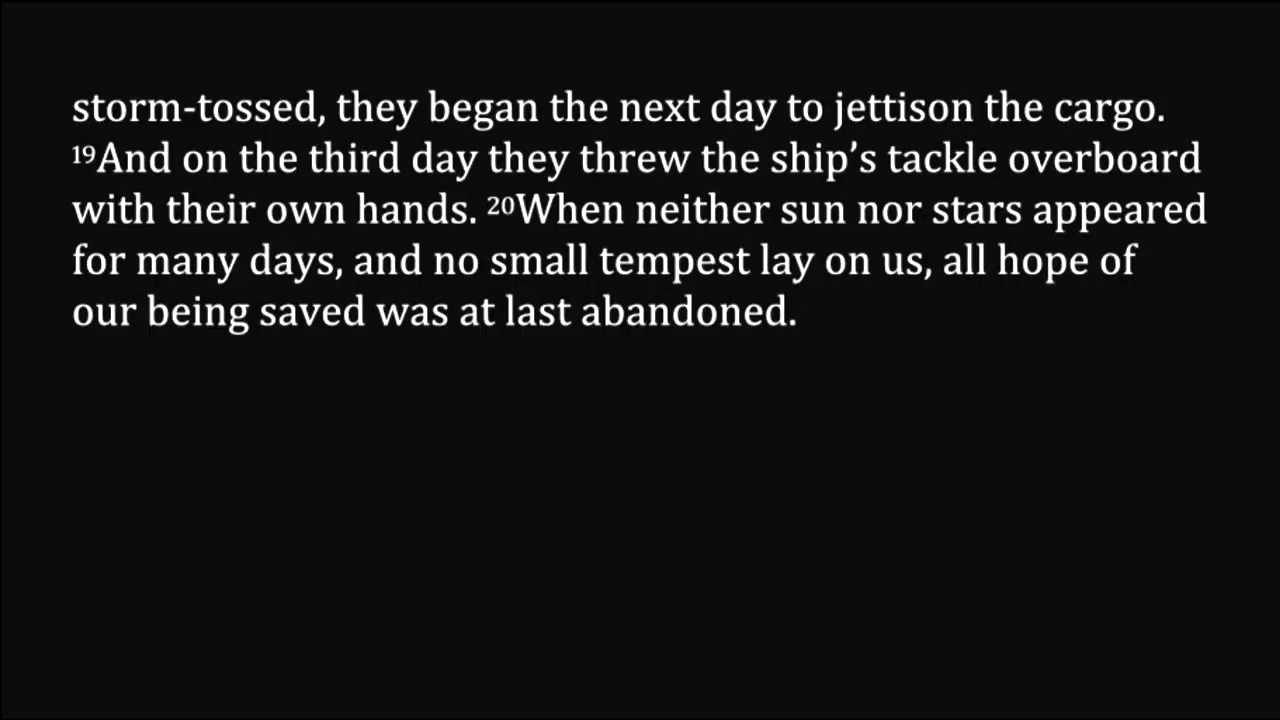 storm-tossed, they began the next day to jettison the cargo.
¹⁹And on the third day they threw the ship’s tackle overboard
with their own hands. ²⁰When neither sun nor stars appeared
for many days, and no small tempest lay on us, all hope of
our being saved was at last abandoned.